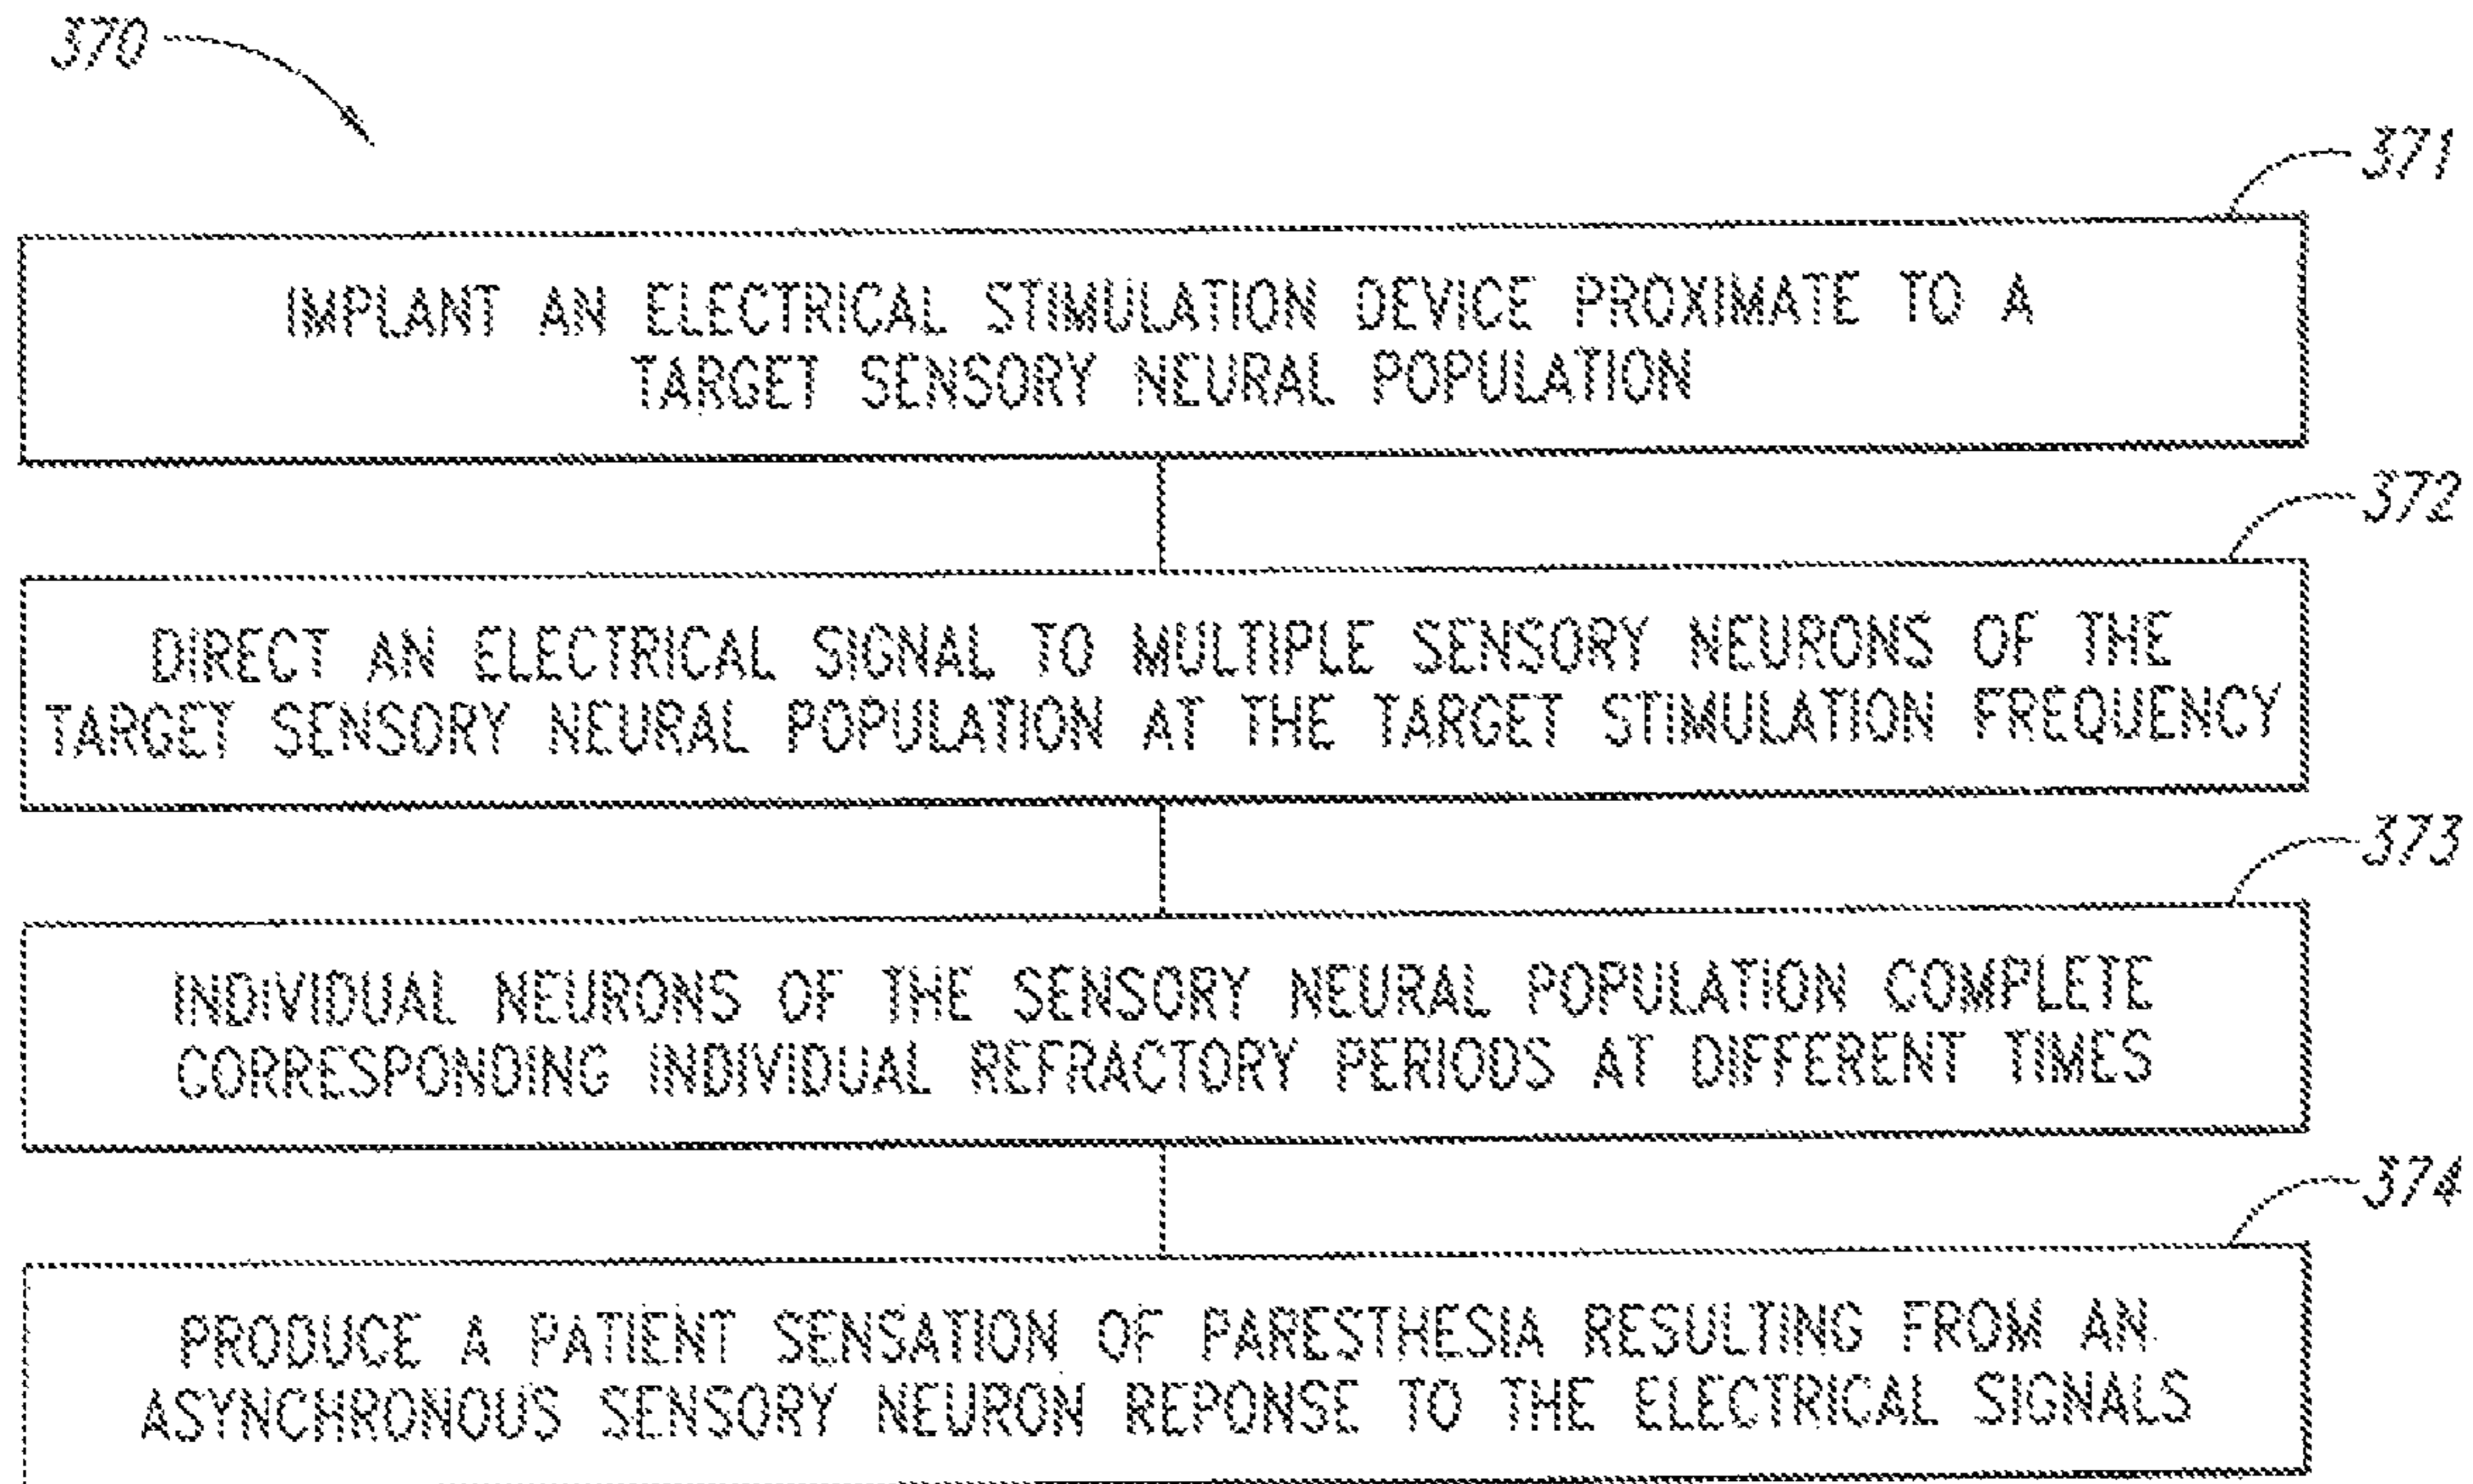 370
371
IMPLANT AN ELECTRICAL STIMULATION DEVICE PROXIMATE TO A
TARGET SENSORY NEURAL POPULATION
372
DIRECT AN ELECTRICAL SIGNAL TO MULTIPLE SENSORY NEURONS OF THE
TARGET SENSORY NEURAL POPULATION AT THE TARGET STIMULATION FREQUENCY
373
INDIVIDUAL NEURONS OF THE SENSORY NEURAL POPULATION COMPLETE
CORRESPONDING INDIVIDUAL REFRACTORY PERIODS AT DIFFERENT TIMES
374
PRODUCE A PATIENT SENSATION OF PARESTHESIA RESULTING FROM AN
ASYNCHRONOUS SENSORY NEURON REPONSE TO THE ELECTRICAL SIGNALS